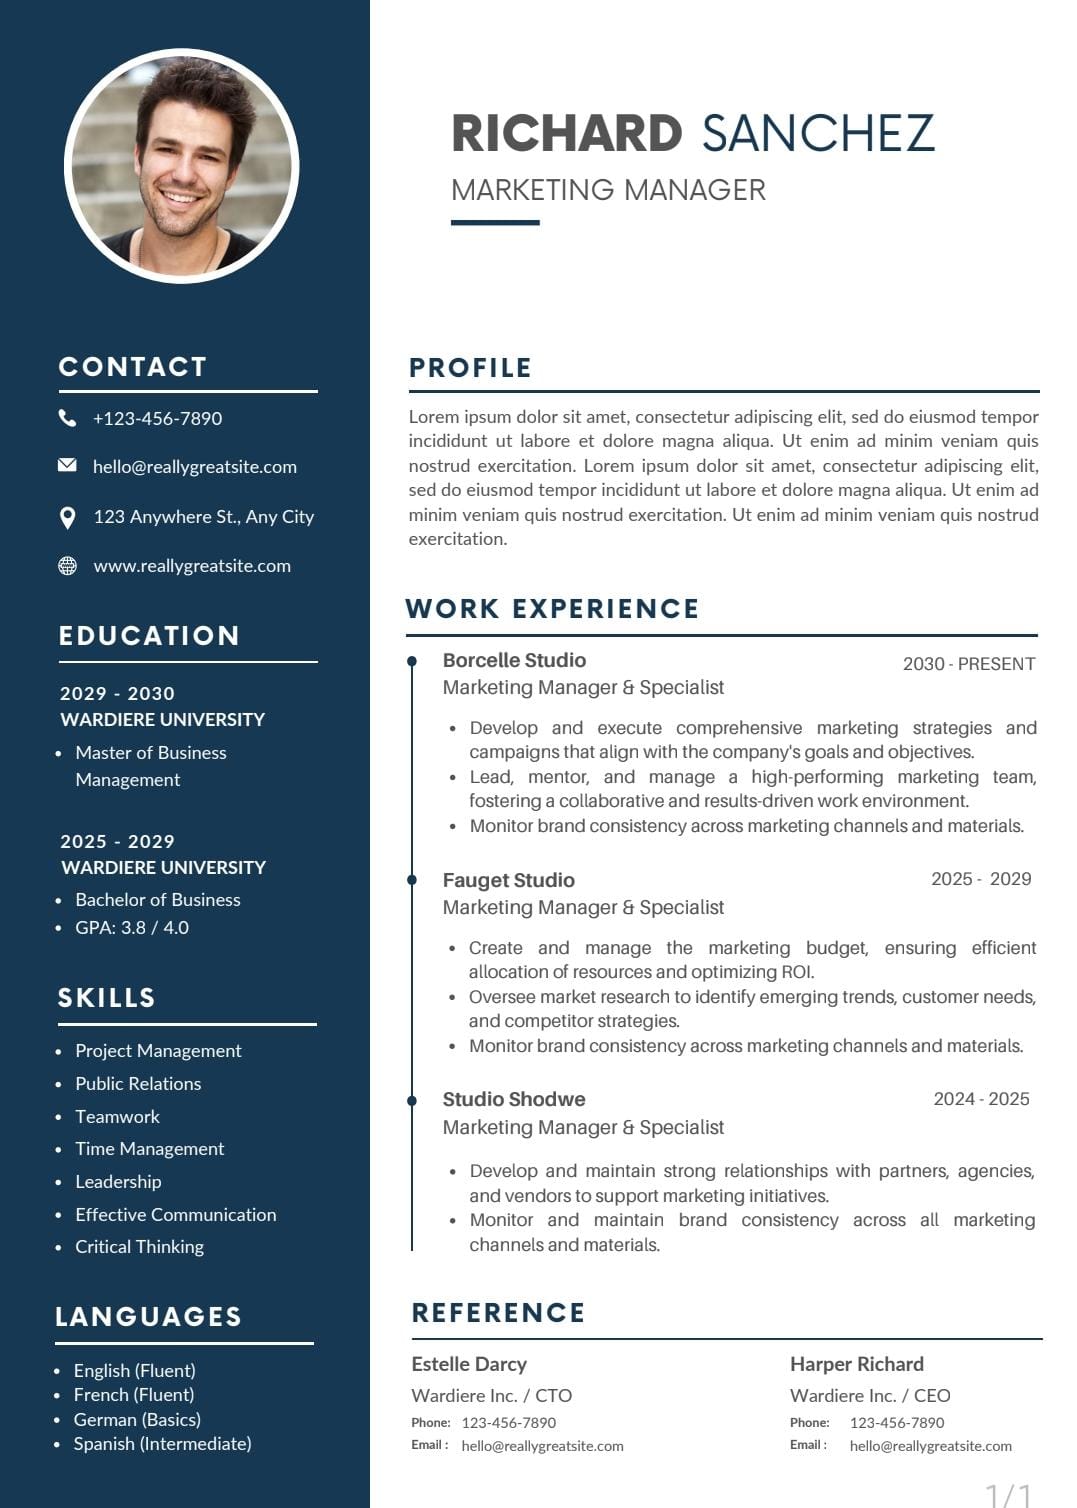 RICHARD SANCHEZ
MARKETING MANAGER
CONTACT
+123-456-7890
hello@reallygreatsite.com
123 Anywhere St., Any City
www.reallygreatsite.com
EDUCATION
2029 - 2030
WARDIERE UNIVERSITY
• Master of Business
Management
2025 - 2029
WARDIERE UNIVERSITY
• Bachelor of Business
• GPA: 3.8 / 4.0
SKILLS
• Project Management
• Public Relations
• Teamwork
• Time Management
• Leadership
• Effective Communication
• Critical Thinking
LANGUAGES
• English (Fluent)
• French (Fluent)
• German (Basics)
• Spanish (Intermediate)
PROFILE
Lorem ipsum dolor sit amet, consectetur adipiscing elit, sed do eiusmod tempor
incididunt ut labore et dolore magna aliqua. Ut enim ad minim veniam quis
nostrud exercitation. Lorem ipsum dolor sit amet, consectetur adipiscing elit,
sed do eiusmod tempor incididunt ut labore et dolore magna aliqua. Ut enim ad
minim veniam quis nostrud exercitation. Ut enim ad minim veniam quis nostrud
exercitation.
WORK EXPERIENCE
Borcelle Studio 2030 - PRESENT
Marketing Manager & Specialist
• Develop and execute comprehensive marketing strategies and
campaigns that align with the company's goals and objectives.
• Lead, mentor, and manage a high-performing marketing team,
fostering a collaborative and results-driven work environment.
• Monitor brand consistency across marketing channels and materials.
Fauget Studio 2025 - 2029
Marketing Manager & Specialist
• Create and manage the marketing budget, ensuring efficient
allocation of resources and optimizing ROI.
• Oversee market research to identify emerging trends, customer needs,
and competitor strategies.
• Monitor brand consistency across marketing channels and materials.
Studio Shodwe 2024 - 2025
Marketing Manager & Specialist
• Develop and maintain strong relationships with partners, agencies,
and vendors to support marketing initiatives.
• Monitor and maintain brand consistency across all marketing
channels and materials.
REFERENCE
Estelle Darcy
Wardiere Inc. / CTO
Phone: 123-456-7890
Email : hello@reallygreatsite.com
Harper Richard
Wardiere Inc. / CEO
Phone: 123-456-7890
Email : hello@reallygreatsite.com
1/1